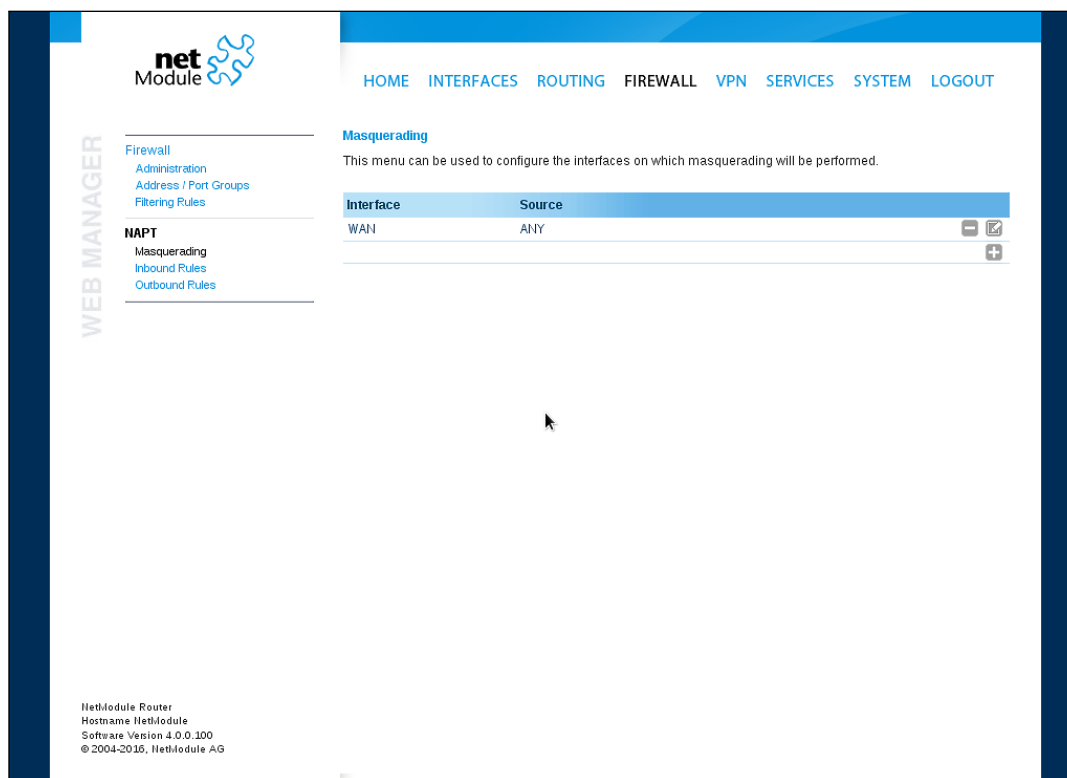 net
Module
HOME INTERFACES ROUTING FIREWALL VPN SERVICES SYSTEM LOGOUT
WEB MANAGER
Firewall
Administration
Address / Port Groups
Filtering Rules
NAPT
Masquerading
Inbound Rules
Outbound Rules
Masquerading
This menu can be used to configure the interfaces on which masquerading will be performed.
Interface Source
WAN ANY
NetModule Router
Hostname NetModule
Software Version 4.0.0.100
© 2004-2016, NetModule AG